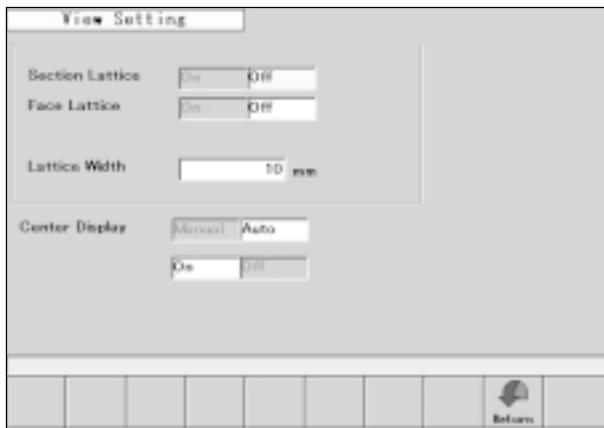 View Setting
Section Lattice On Off
Face Lattice On Off
Lattice Width 10 mm
Center Display Manual Auto
On Off
Return